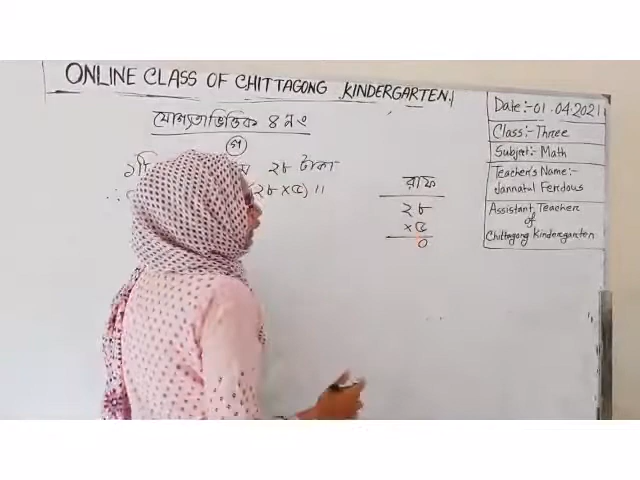 ONLINE CLASS OF CHITTAGONG KINDERGARTEN
যোগ্যতাভিত্তিক ৪ নং
গ
২৮ টাকা
২৮ × ৫) "
রাফ
২৮
×৫
০
Date:- 01.04.2021
Class:- Three
Subject:- Math
Teacher's Name:-
Jannatul Ferdous
Assistant Teacher
of
Chittagong Kindergarten